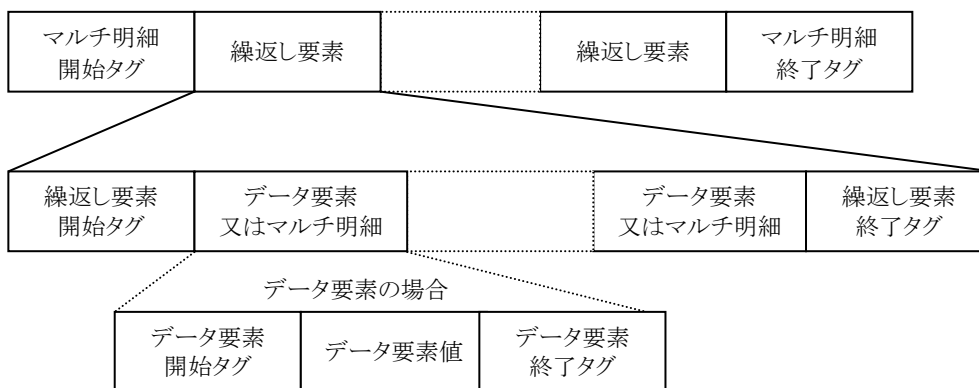 マルチ明細
開始タグ
繰返し要素
繰返し要素
マルチ明細
終了タグ
繰返し要素
開始タグ
データ要素
又はマルチ明細
データ要素
又はマルチ明細
繰返し要素
終了タグ
データ要素の場合
データ要素
開始タグ
データ要素値
データ要素
終了タグ